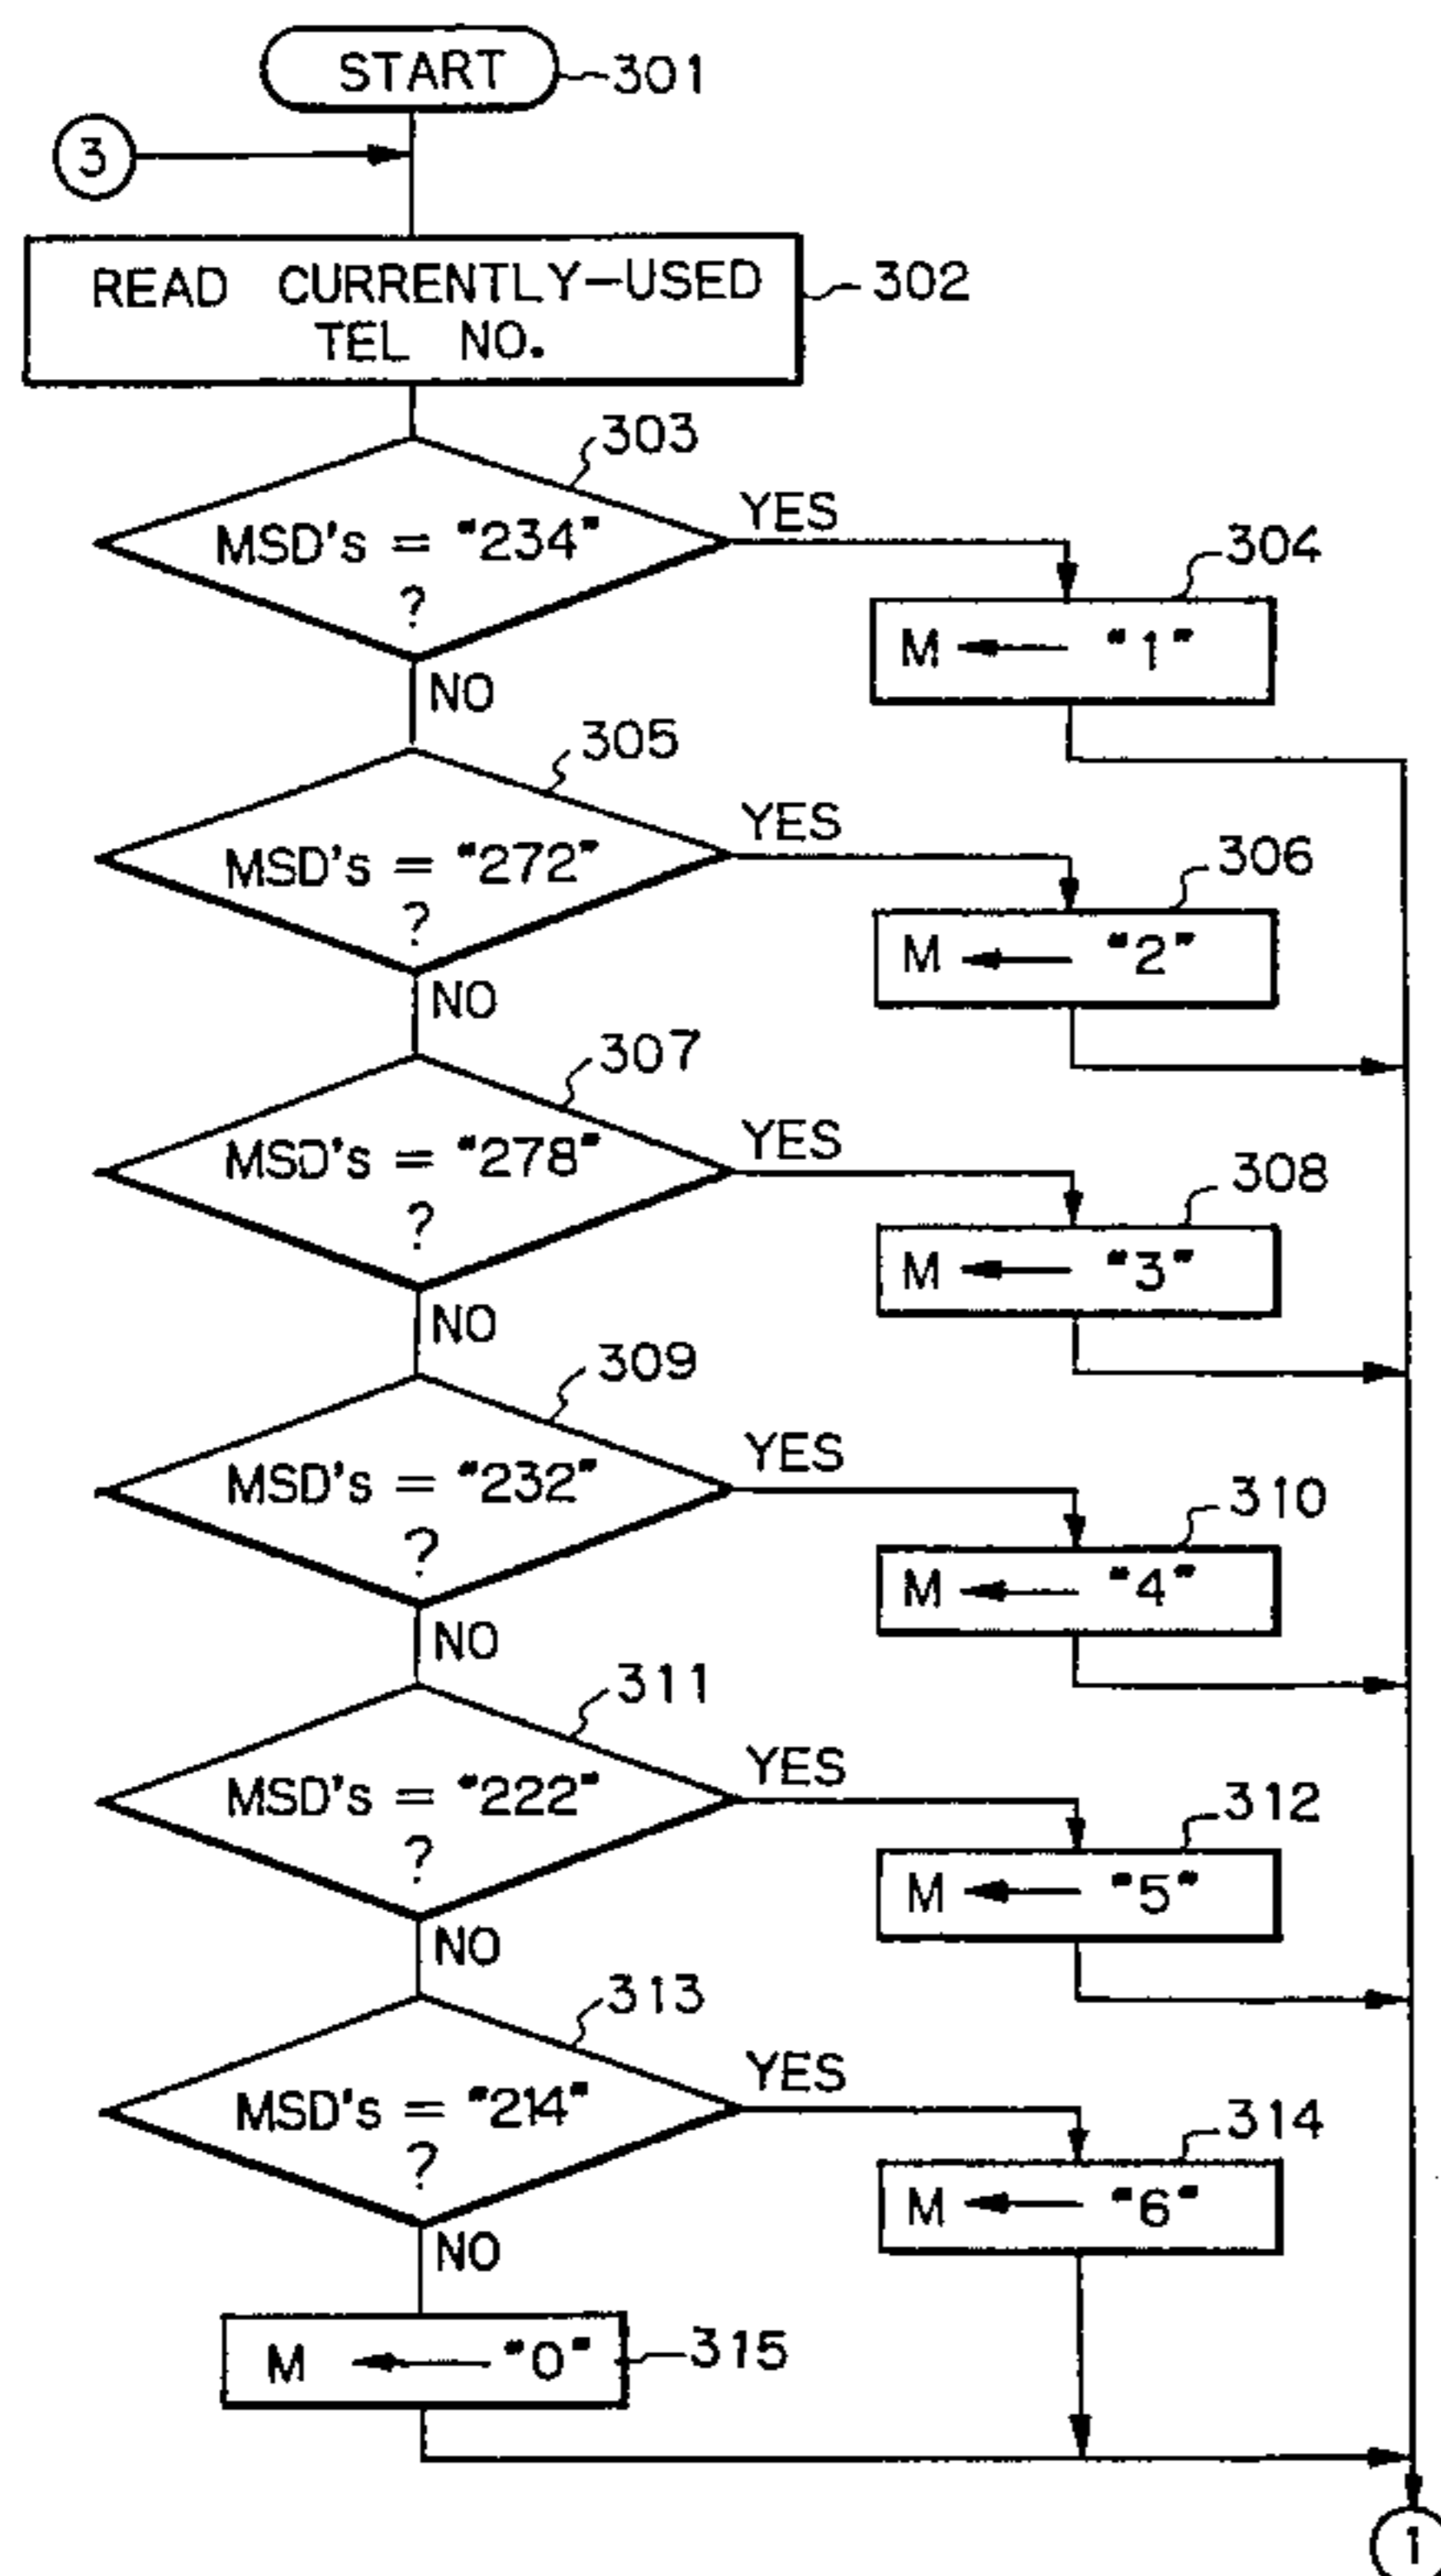 START
301
3
READ CURRENTLY-USED
TEL NO.
302
303
MSD's = "234"
?
YES
NO
304
M ← "1"
305
MSD's = "272"
?
YES
NO
306
M ← "2"
307
MSD's = "278"
?
YES
NO
308
M ← "3"
309
MSD's = "232"
?
YES
NO
310
M ← "4"
311
MSD's = "222"
?
YES
NO
312
M ← "5"
313
MSD's = "214"
?
YES
NO
314
M ← "6"
M ← "0"
315
1